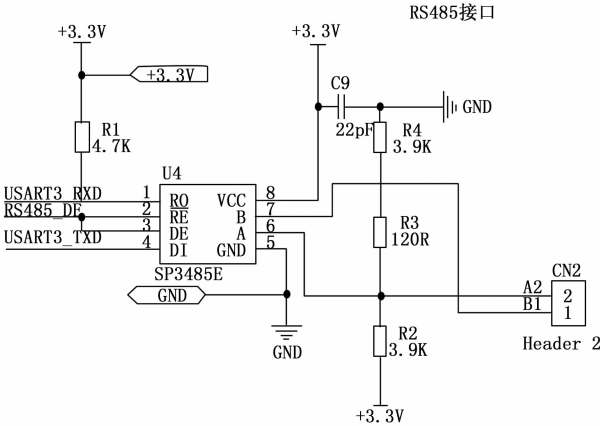 RS485接口
+3.3V
+3.3V
+3.3V
C9
22pF
GND
R1
4.7K
R4
3.9K
U4
USART3_RXD
RS485_DE
USART3_TXD
1
2
3
4
RO
RE
DE
DI
VCC
B
A
GND
8
7
6
5
SP3485E
R3
120R
GND
GND
CN2
A2
B1
2
1
Header 2
R2
3.9K
+3.3V